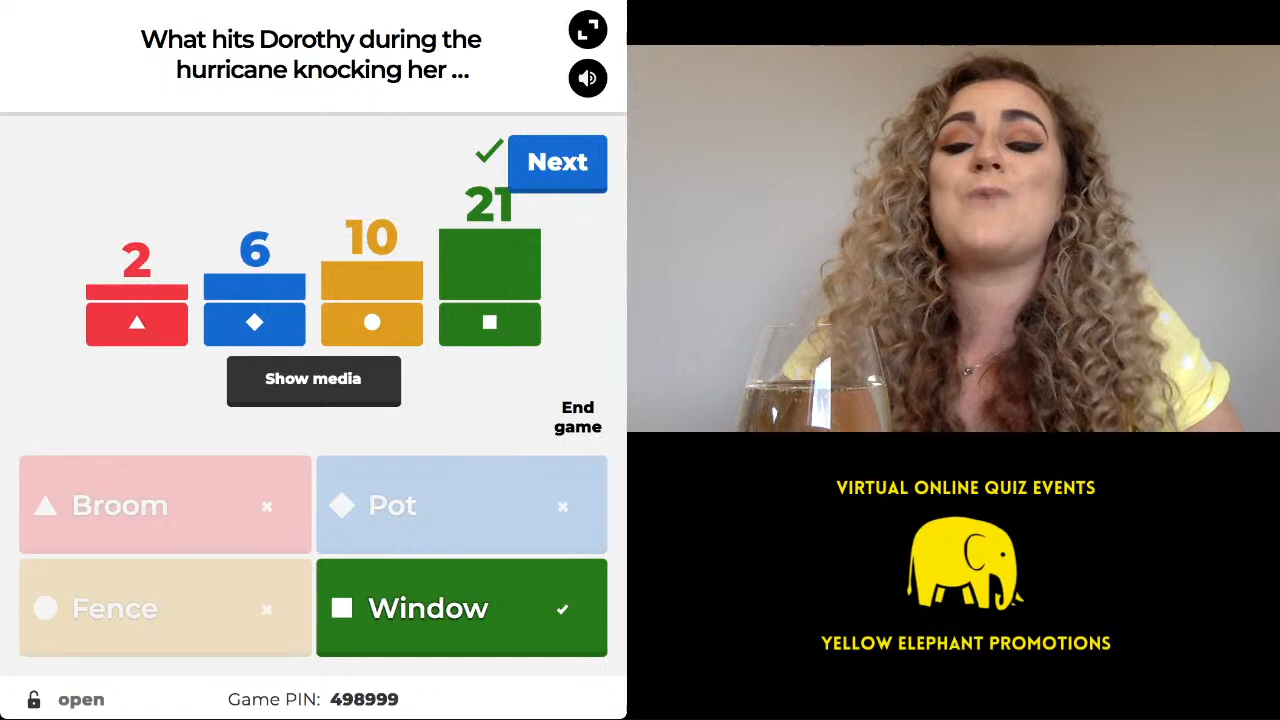 What hits Dorothy during the
hurricane knocking her ...
Next
2
6
10
21
Show media
End
game
Broom
Pot
Fence
Window
open
Game PIN: 498999
VIRTUAL ONLINE QUIZ EVENTS
YELLOW ELEPHANT PROMOTIONS